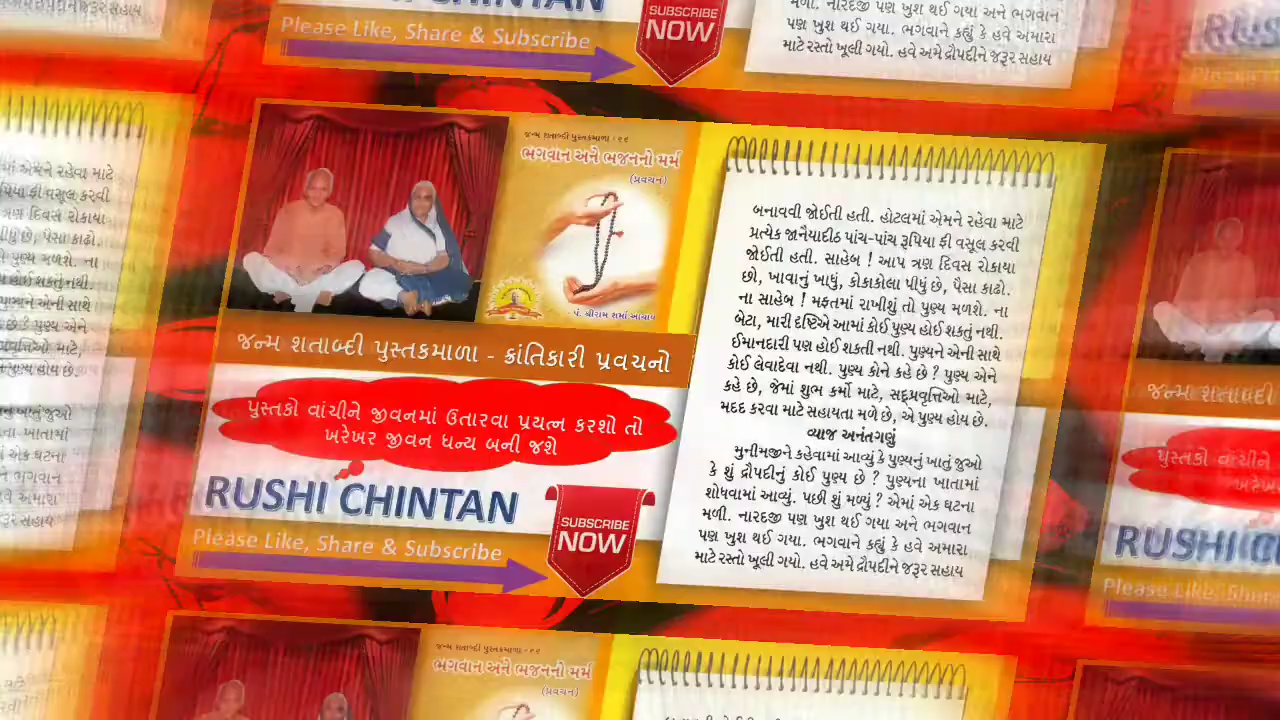 જન્મ શતાબ્દી પુસ્તકમાળા - ૬૬
ભગવાન અને ભજનનો મર્મ
(પ્રવચન)
પં. શ્રીરામ શર્મા આચાર્ય
જન્મ શતાબ્દી પુસ્તકમાળા - ક્રાંતિકારી પ્રવચનો
પુસ્તકો વાંચીને જીવનમાં ઉતારવા પ્રયત્ન કરશો તો
ખરેખર જીવન ધન્ય બની જશે
RUSHI CHINTAN
Please Like, Share & Subscribe
SUBSCRIBE
NOW
બનાવવી જોઈતી હતી. હોટલમાં એમને રહેવા માટે
પ્રત્યેક જાનૈયાદીઠ પાંચ-પાંચ રૂપિયા ફી વસૂલ કરવી
જોઈતી હતી. સાહેબ ! આપ ત્રણ દિવસ રોકાયા
છો, ખાવાનું ખાધું, કોકાકોલા પીધું છે, પૈસા કાઢો.
ના સાહેબ ! મફતમાં રાખીશું તો પુણ્ય મળશે. ના
બેટા, મારી દૃષ્ટિએ આમાં કોઈ પુણ્ય હોઈ શકતું નથી.
ઈમાનદારી પણ હોઈ શકતી નથી. પુણ્યને એની સાથે
કોઈ લેવાદેવા નથી. પુણ્ય કોને કહે છે ? પુણ્ય એને
કહે છે, જેમાં શુભ કર્મો માટે, સદ્દપ્રવૃત્તિઓ માટે,
મદદ કરવા માટે સહાયતા મળે છે, એ પુણ્ય હોય છે.
વ્યાજ અનંતગણું
મુનીમજીને કહેવામાં આવ્યું કે પુણ્યનું ખાતું જુઓ
કે શું દ્રૌપદીનું કોઈ પુણ્ય છે ? પુણ્યના ખાતામાં
શોધવામાં આવ્યું. પછી શું મળ્યું ? એમાં એક ઘટના
મળી. નારદજી પણ ખુશ થઈ ગયા અને ભગવાન
પણ ખુશ થઈ ગયા. ભગવાને કહ્યું કે હવે અમારા
માટે રસ્તો ખૂલી ગયો. હવે અમે દ્રૌપદીને જરૂર સહાય